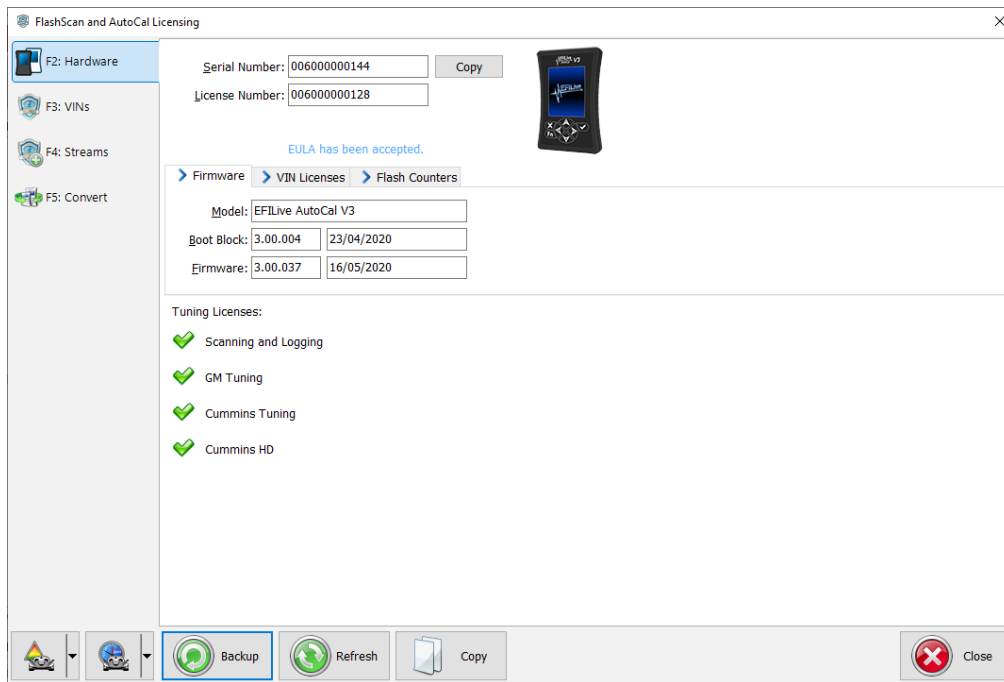 FlashScan and AutoCal Licensing
F2: Hardware
F3: VINs
F4: Streams
F5: Convert
Serial Number: 006000000144 Copy
License Number: 006000000128
EFILive V3
EFILive
EULA has been accepted.
Firmware VIN Licenses Flash Counters
Model: EFILive AutoCal V3
Boot Block: 3.00.004 23/04/2020
Firmware: 3.00.037 16/05/2020
Tuning Licenses:
Scanning and Logging
GM Tuning
Cummins Tuning
Cummins HD
Backup Refresh Copy Close